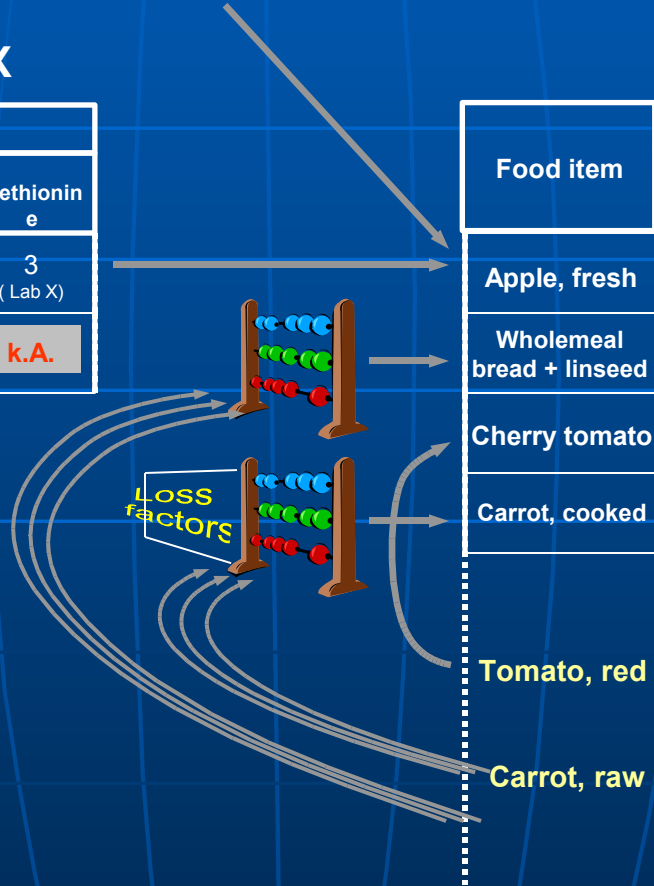 X
ethionin
e
3
( Lab X)
k.A.
Food item
Apple, fresh
Wholemeal
bread + linseed
Cherry tomato
Carrot, cooked
Loss
factors
Tomato, red
Carrot, raw